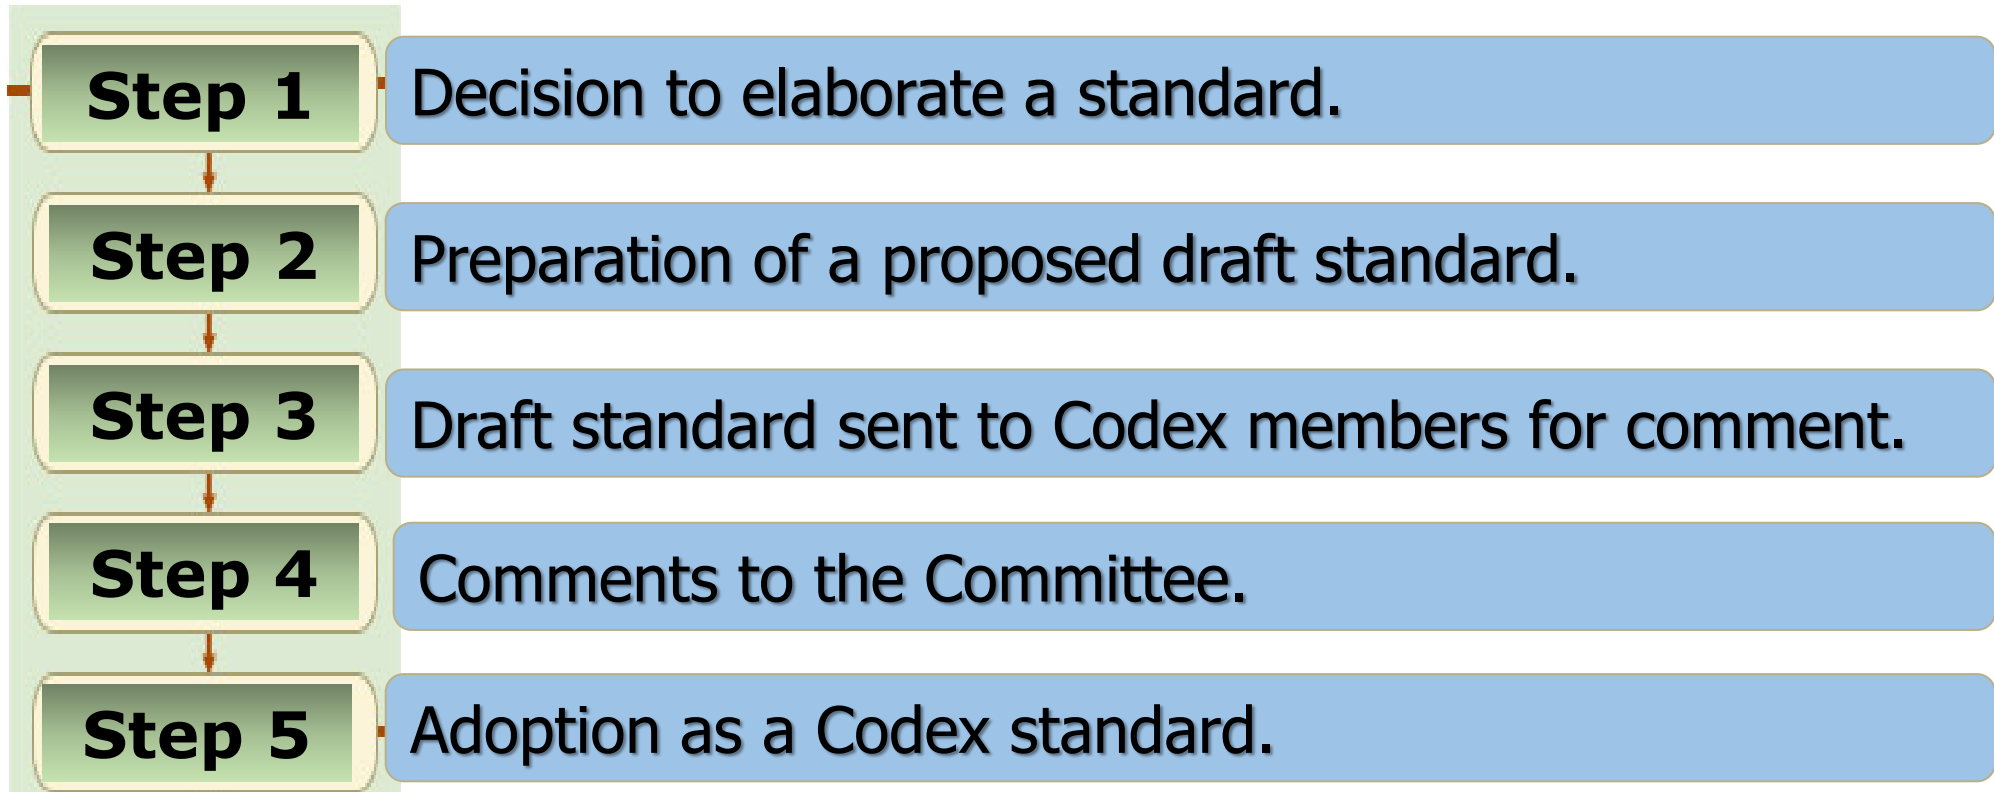 Step 1
Decision to elaborate a standard.
Step 2
Preparation of a proposed draft standard.
Step 3
Draft standard sent to Codex members for comment.
Step 4
Comments to the Committee.
Step 5
Adoption as a Codex standard.